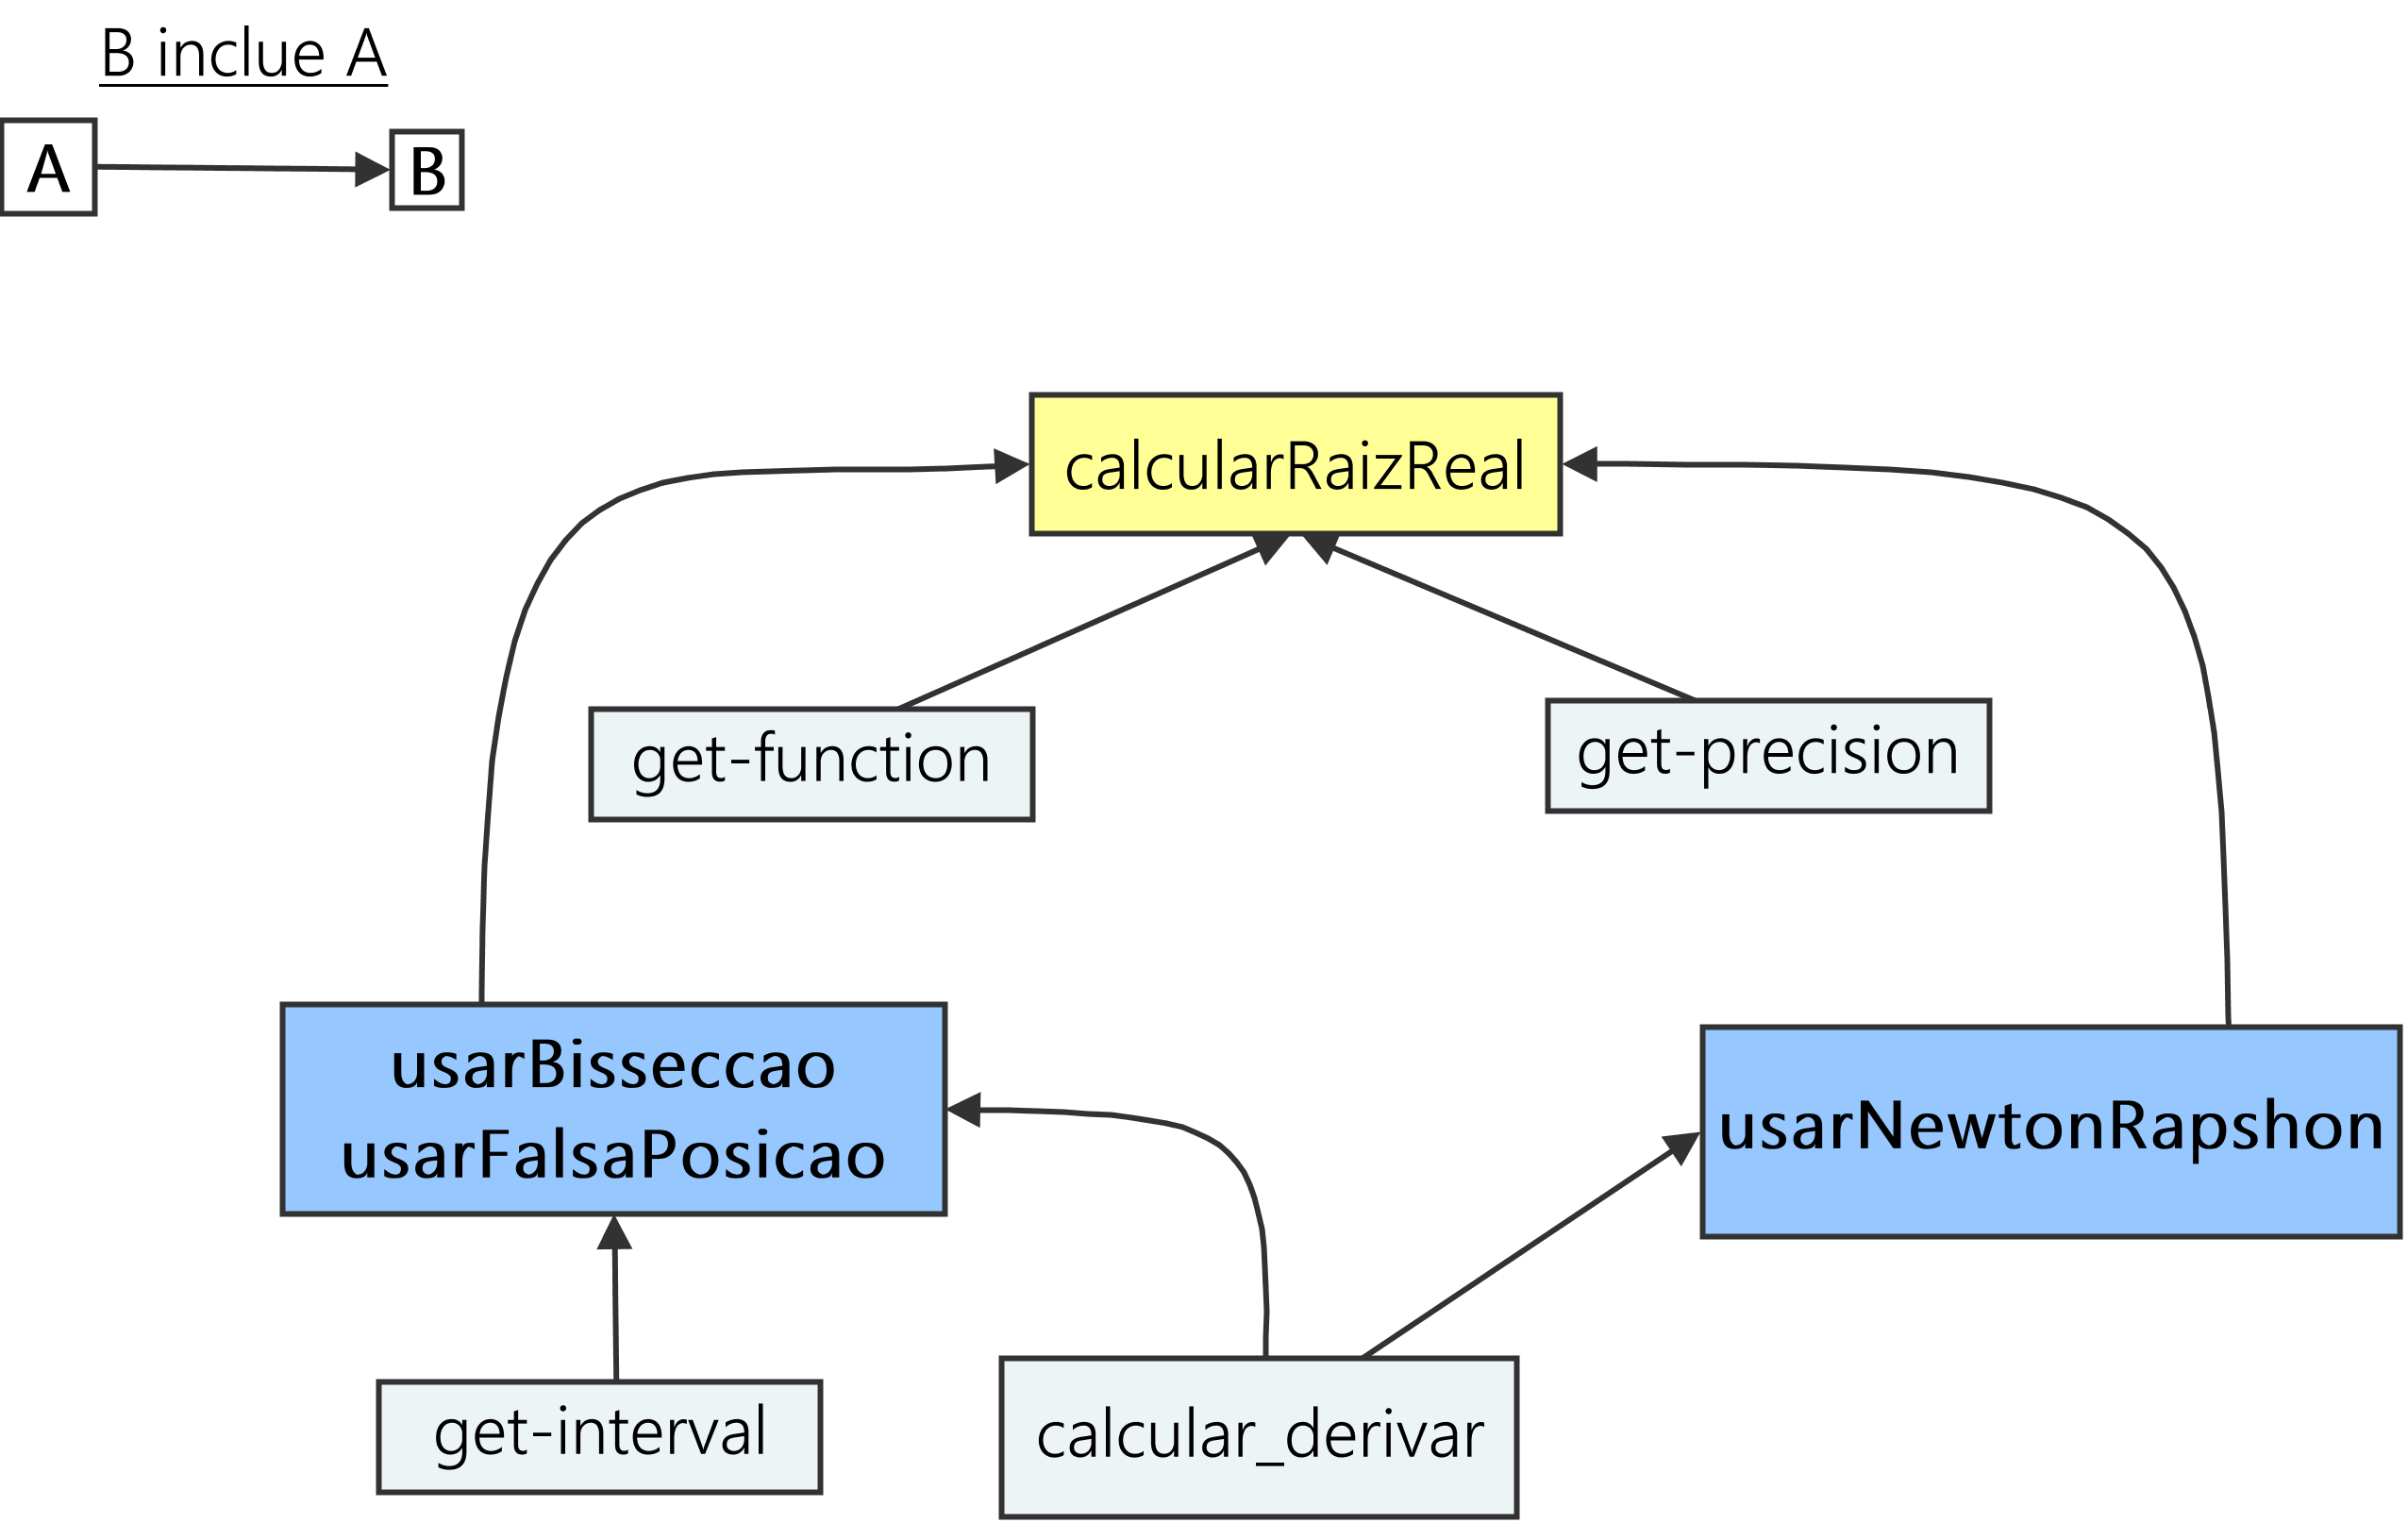 B inclue A
A
B
calcularRaizReal
get-function
get-precision
usarBisseccao
usarFalsaPosicao
usarNewtonRapshon
get-interval
calcular_derivar